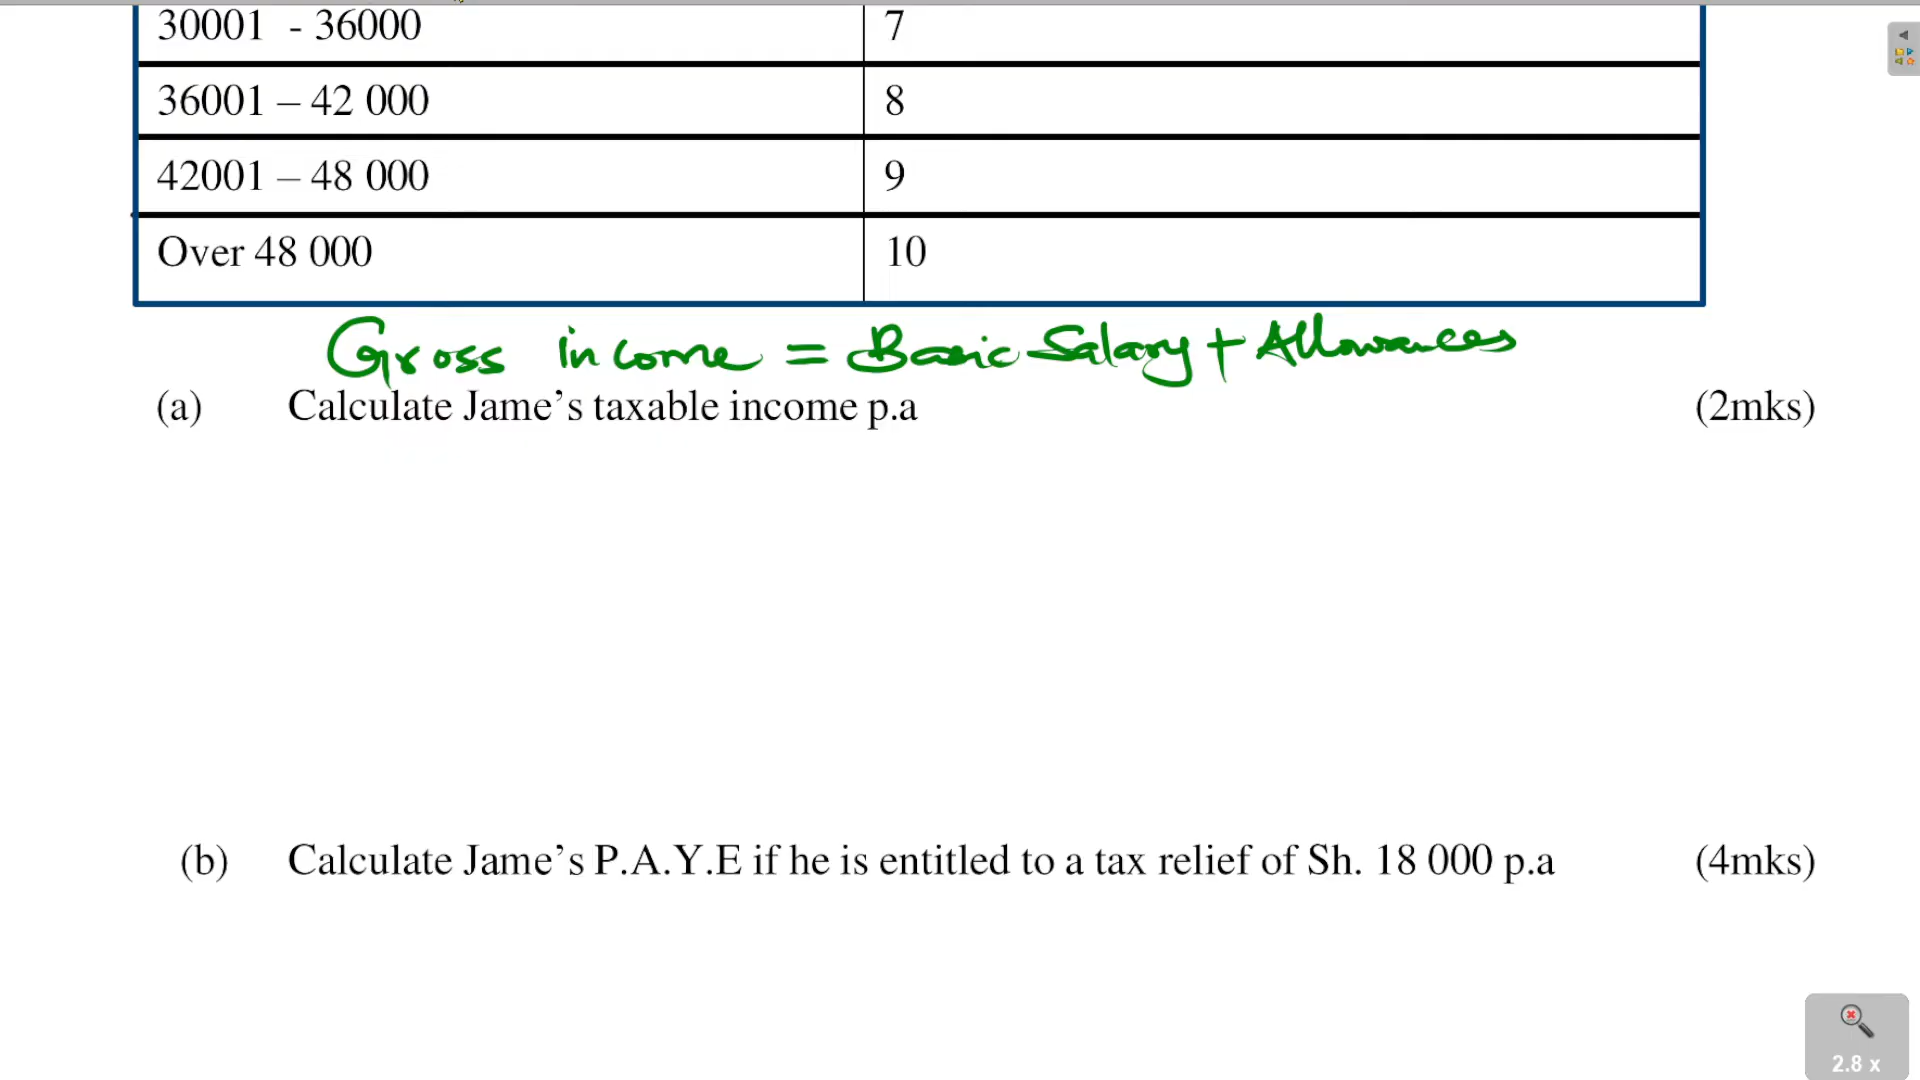 30001 - 36000 7
36001 – 42 000 8
42001 – 48 000 9
Over 48 000 10
Gross income = Basic Salary + Allowances
(a) Calculate Jame’s taxable income p.a (2mks)
(b) Calculate Jame’s P.A.Y.E if he is entitled to a tax relief of Sh. 18 000 p.a (4mks)
2.8 x